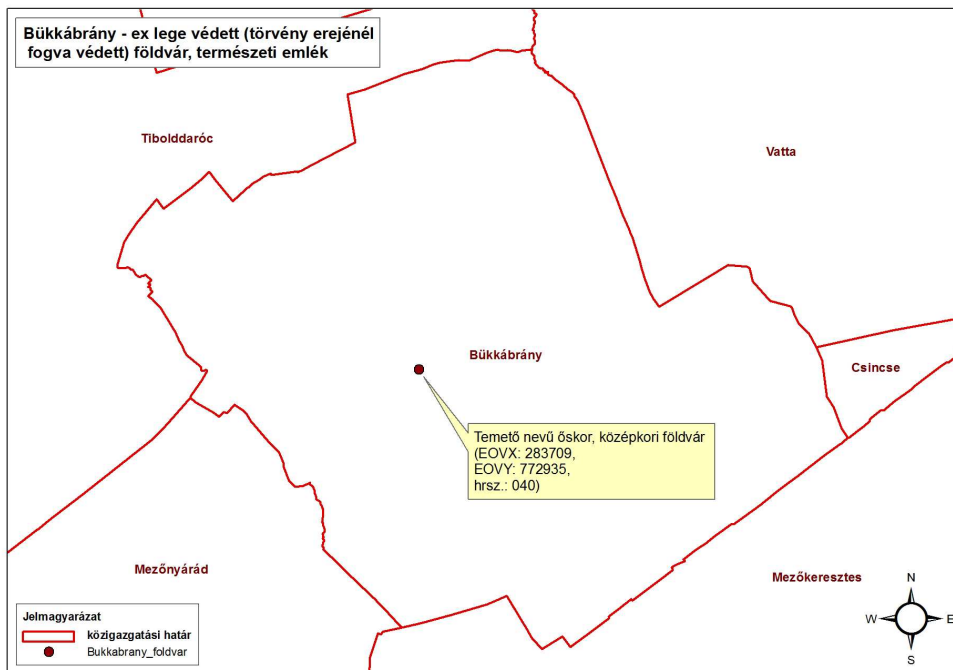 Bükkábrány - ex lege védett (törvény erejénél
fogva védett) földvár, természeti emlék
Tibolddaróc
Vatta
Bükkábrány
Csincse
Temető nevű őskor, középkori földvár
(EOVX: 283709,
EOVY: 772935,
hrsz.: 040)
Mezőnyárád
Mezőkeresztes
N
W
E
S
Jelmagyarázat
közigazgatási határ
Bukkabrany_foldvar